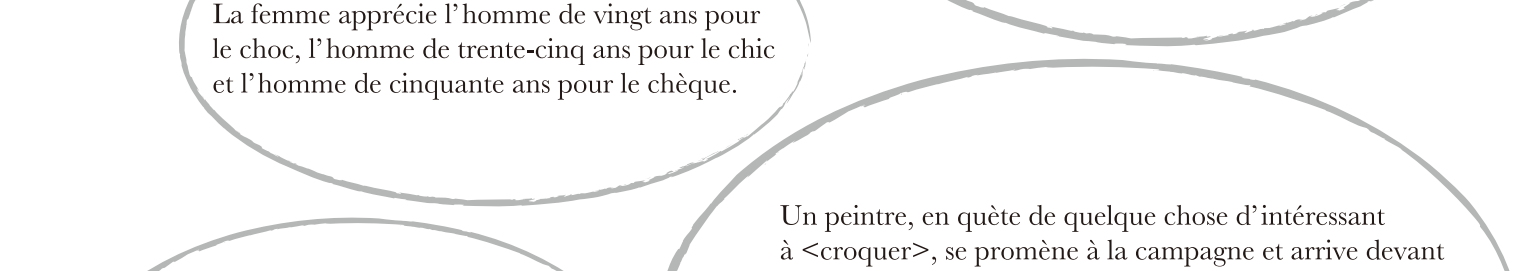 La femme apprécie l'homme de vingt ans pour
le choc, l'homme de trente-cinq ans pour le chic
et l'homme de cinquante ans pour le chèque.
Un peintre, en quète de quelque chose d'intéressant
à <croquer>, se promène à la campagne et arrive devant